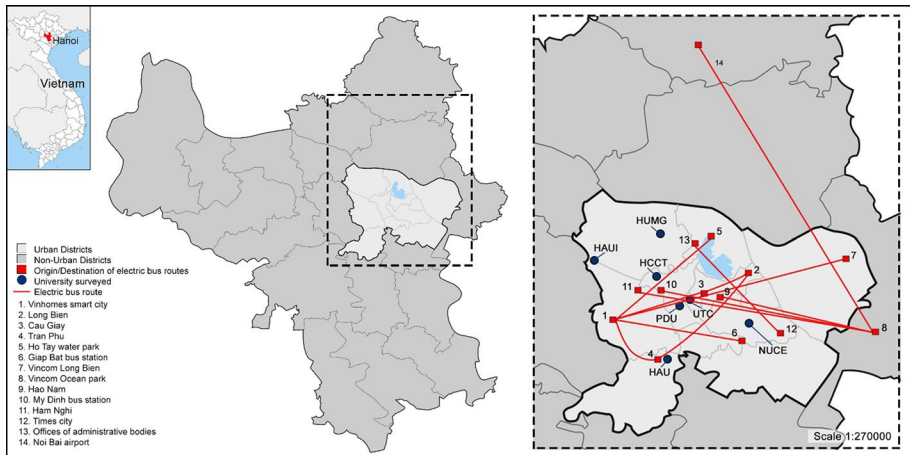 Hanoi
Vietnam
Urban Districts
Non-Urban Districts
Origin/Destination of electric bus routes
University surveyed
Electric bus route
1. Vinhomes smart city
2. Long Bien
3. Cau Giay
4. Tran Phu
5. Ho Tay water park
6. Giap Bat bus station
7. Vincom Long Bien
8. Vincom Ocean park
9. Hao Nam
10. My Dinh bus station
11. Ham Nghi
12. Times city
13. Offices of administrative bodies
14. Noi Bai airport
14
HUMG
5
13
HAUI
7
HCCT
2
11
10
3
9
1
PDU
UTC
8
6
12
NUCE
4
HAU
Scale 1:270000